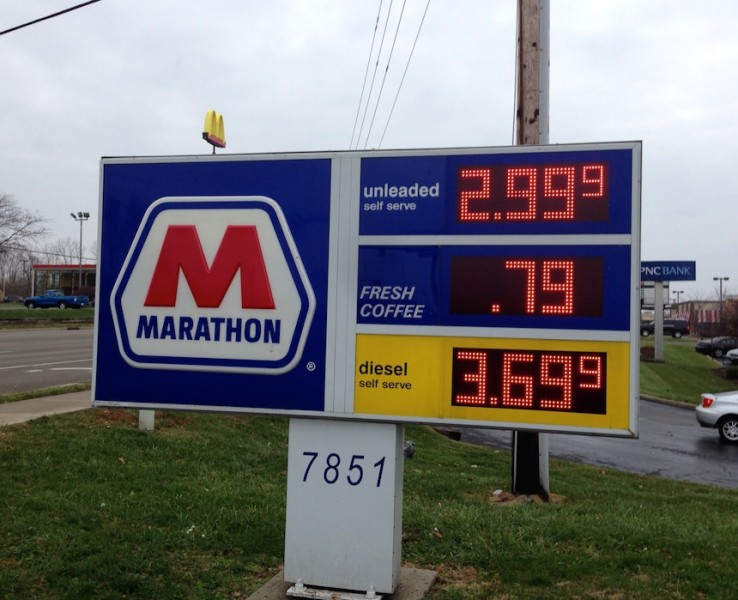 M
MARATHON
®
unleaded
self serve
2.99 9
FRESH
COFFEE
.79
diesel
self serve
3.69 9
7851
PNC BANK